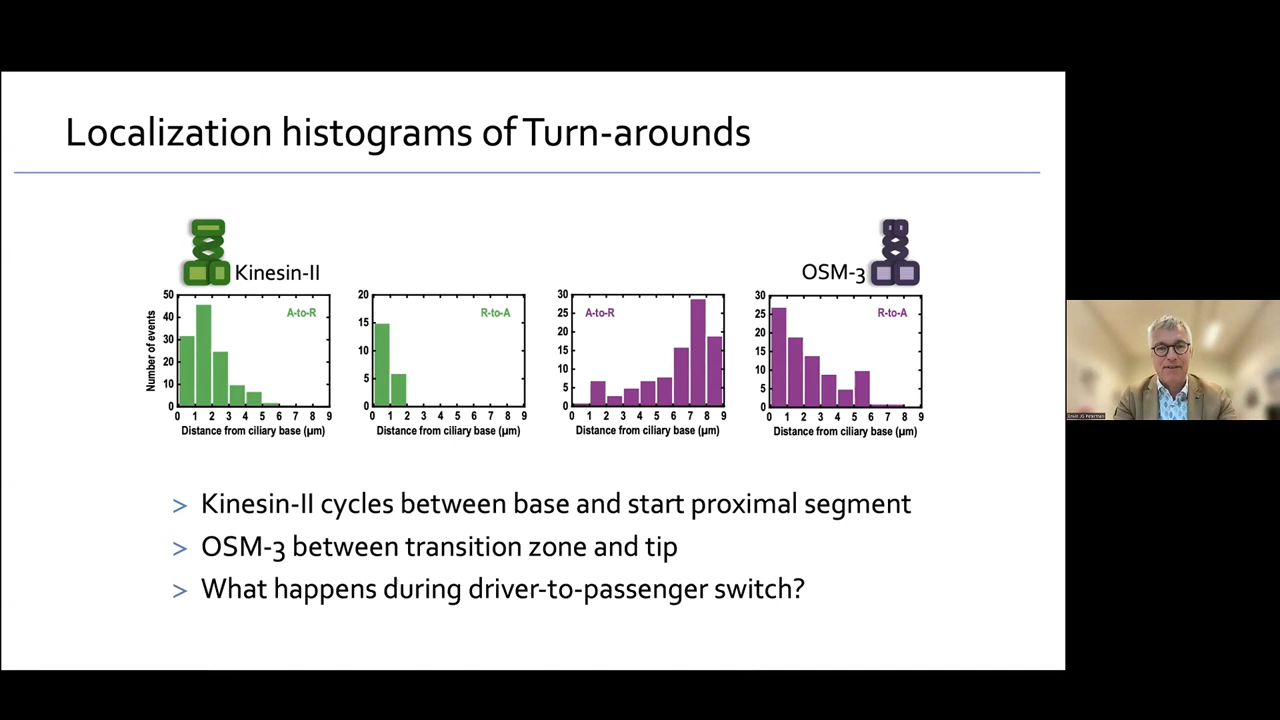 Localization histograms of Turn-arounds
Kinesin-II
OSM-3
Number of events
50
40
30
20
10
0
A-to-R
0 1 2 3 4 5 6 7 8 9
Distance from ciliary base (µm)
20
15
10
5
0
R-to-A
0 1 2 3 4 5 6 7 8 9
Distance from ciliary base (µm)
30
25
20
15
10
5
0
A-to-R
0 1 2 3 4 5 6 7 8 9
Distance from ciliary base (µm)
30
25
20
15
10
5
0
R-to-A
0 1 2 3 4 5 6 7 8 9
Distance from ciliary base (µm)
> Kinesin-II cycles between base and start proximal segment
> OSM-3 between transition zone and tip
> What happens during driver-to-passenger switch?
Erwin JG Peterman